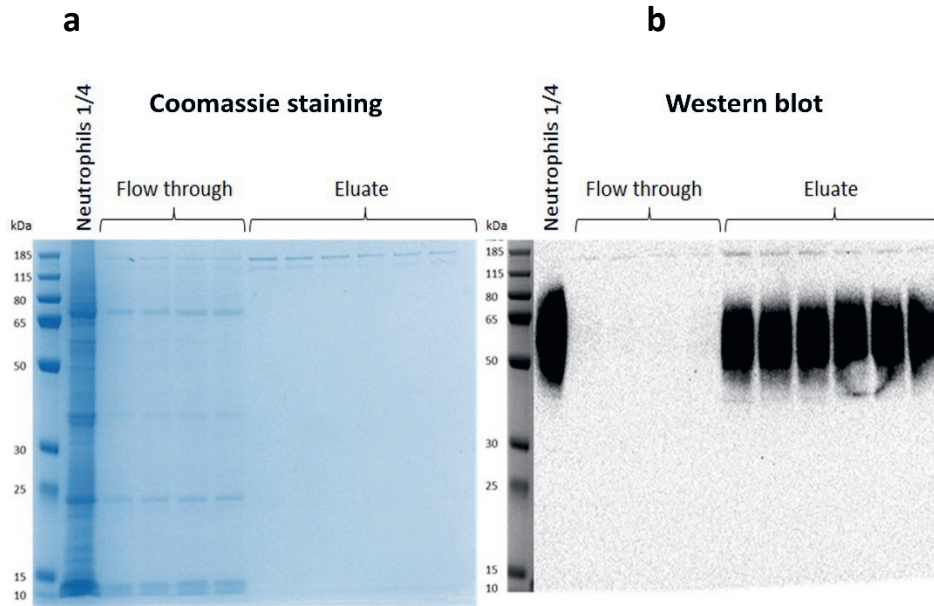 a
b
Neutrophils 1/4
Coomassie staining
Flow through
Eluate
kDa
185
115
80
65
50
30
25
15
10
Neutrophils 1/4
Western blot
Flow through
Eluate
kDa
185
115
80
65
50
30
25
15
10